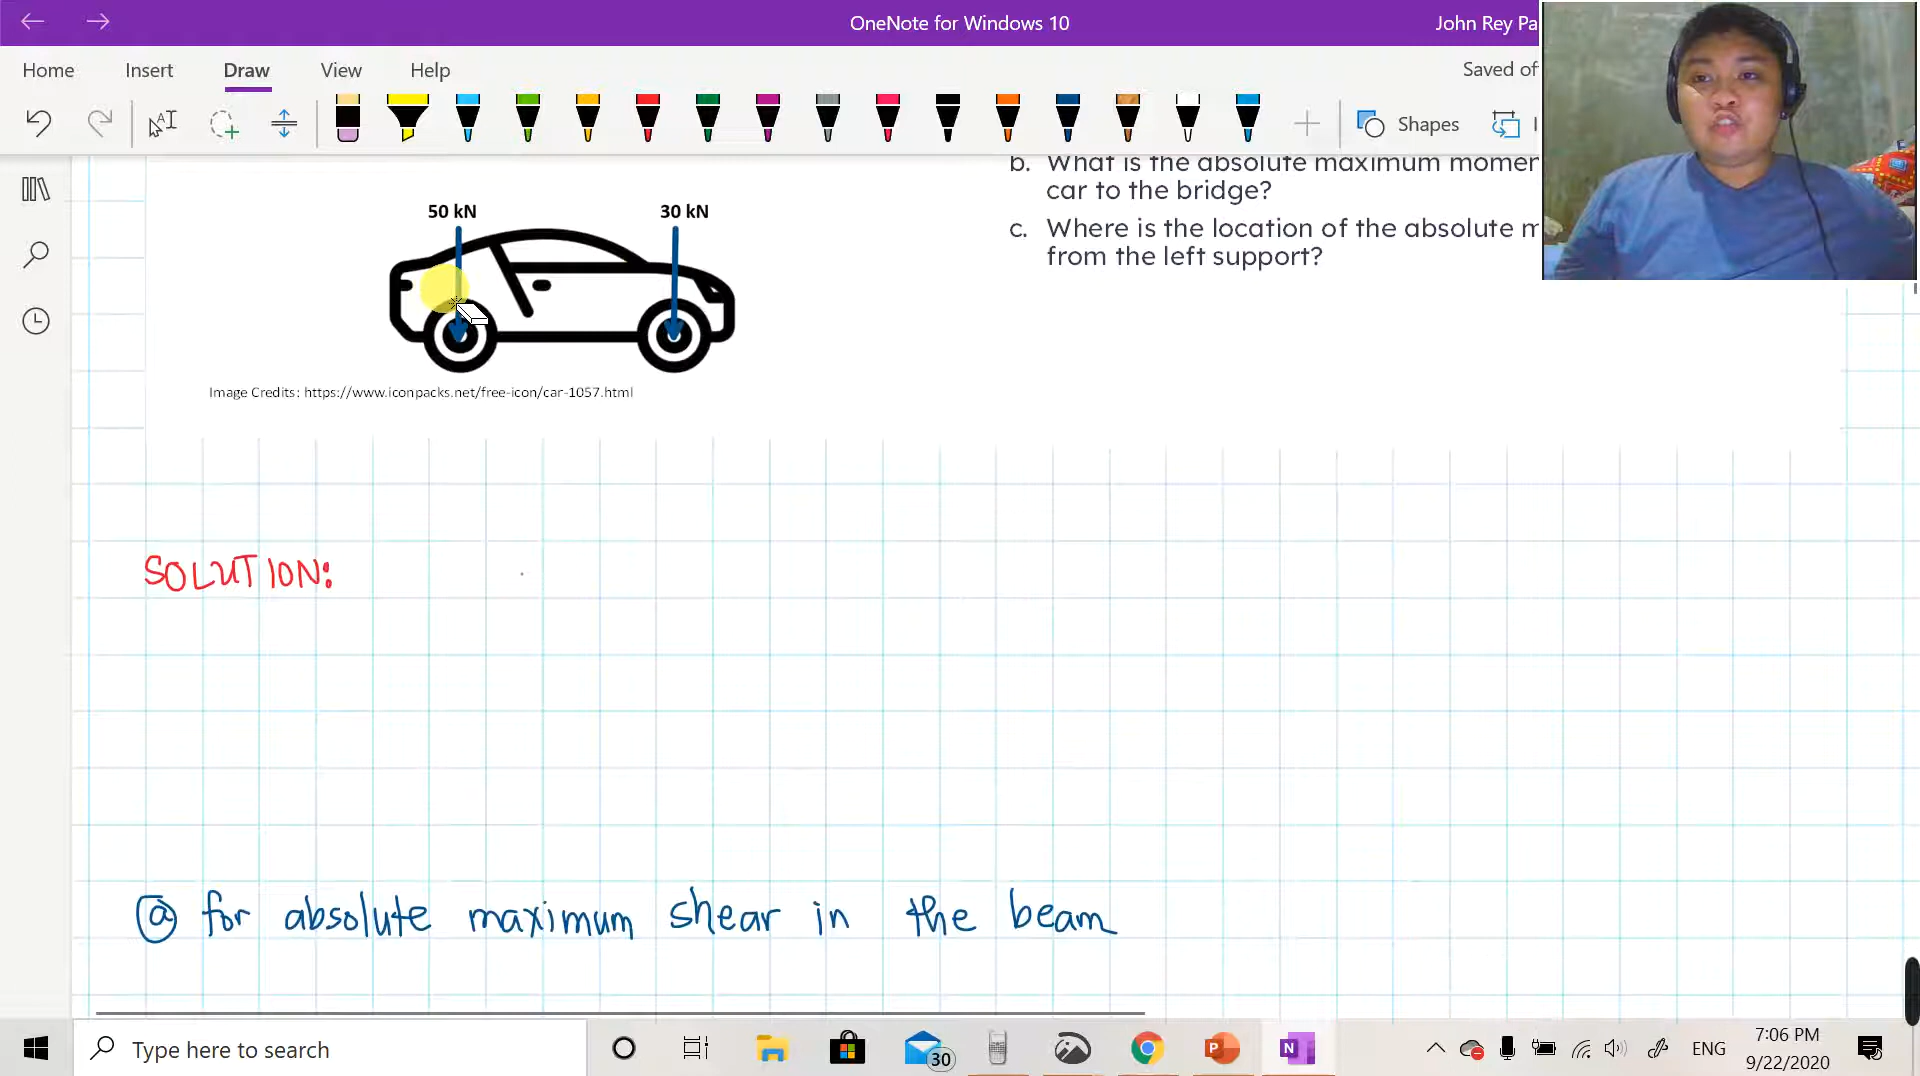 OneNote for Windows 10
John Rey Pa
Home Insert Draw View Help
Saved of
Shapes
b. What is the absolute maximum momen
car to the bridge?
50 kN 30 kN
c. Where is the location of the absolute m
from the left support?
Image Credits: https://www.iconpacks.net/free-icon/car-1057.html
SOLUTION:
ⓐ for absolute maximum shear in the beam
Type here to search
30
ENG
7:06 PM
9/22/2020